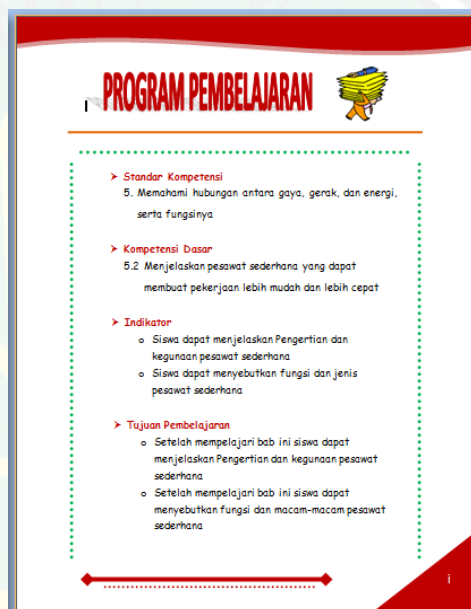 PROGRAM PEMBELAJARAN
➤ Standar Kompetensi
5. Memahami hubungan antara gaya, gerak, dan energi,
serta fungsinya
➤ Kompetensi Dasar
5.2 Menjelaskan pesawat sederhana yang dapat
membuat pekerjaan lebih mudah dan lebih cepat
➤ Indikator
o Siswa dapat menjelaskan Pengertian dan
kegunaan pesawat sederhana
o Siswa dapat menyebutkan fungsi dan jenis
pesawat sederhana
➤ Tujuan Pembelajaran
o Setelah mempelajari bab ini siswa dapat
menjelaskan Pengertian dan kegunaan pesawat
sederhana
o Setelah mempelajari bab ini siswa dapat
menyebutkan fungsi dan macam-macam pesawat
sederhana
i